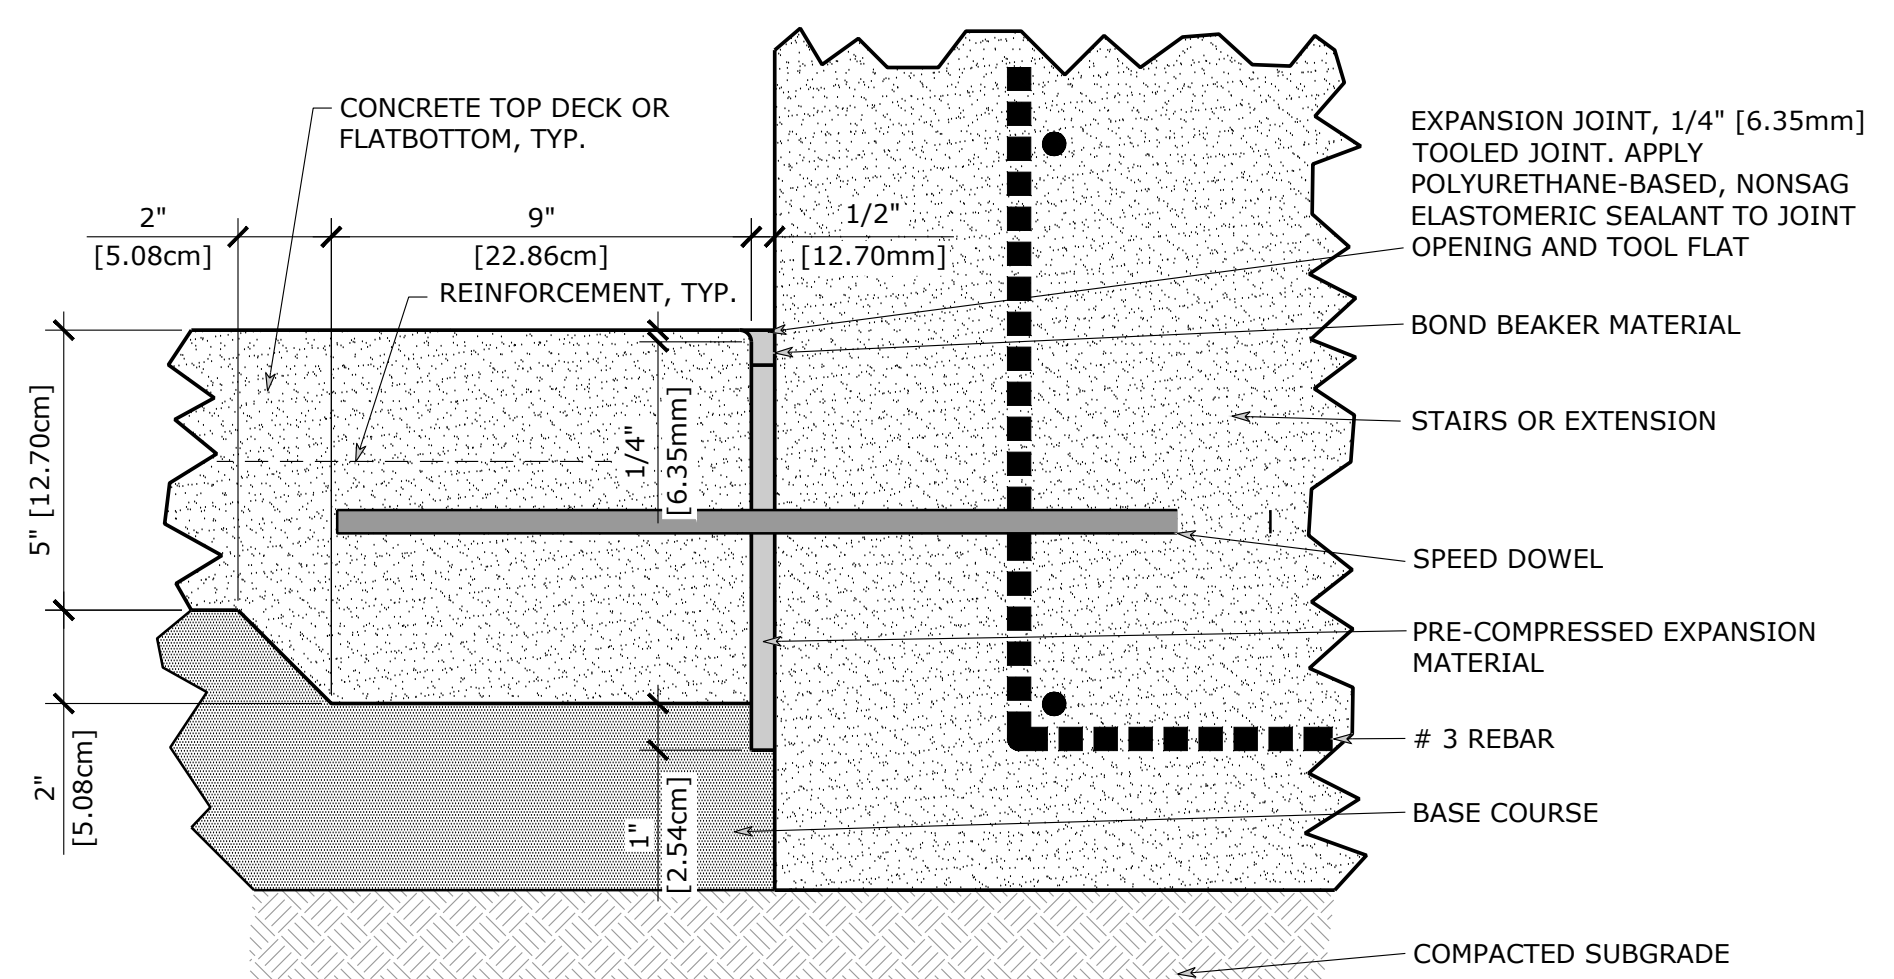 CONCRETE TOP DECK OR
FLATBOTTOM, TYP.
2"
[5.08cm]
9"
[22.86cm]
1/2"
[12.70mm]
REINFORCEMENT, TYP.
5" [12.70cm]
1/4"
[6.35mm]
2"
[5.08cm]
1"
[2.54cm]
EXPANSION JOINT, 1/4" [6.35mm]
TOOLED JOINT. APPLY
POLYURETHANE-BASED, NONSAG
ELASTOMERIC SEALANT TO JOINT
OPENING AND TOOL FLAT
BOND BEAKER MATERIAL
STAIRS OR EXTENSION
SPEED DOWEL
PRE-COMPRESSED EXPANSION
MATERIAL
# 3 REBAR
BASE COURSE
COMPACTED SUBGRADE